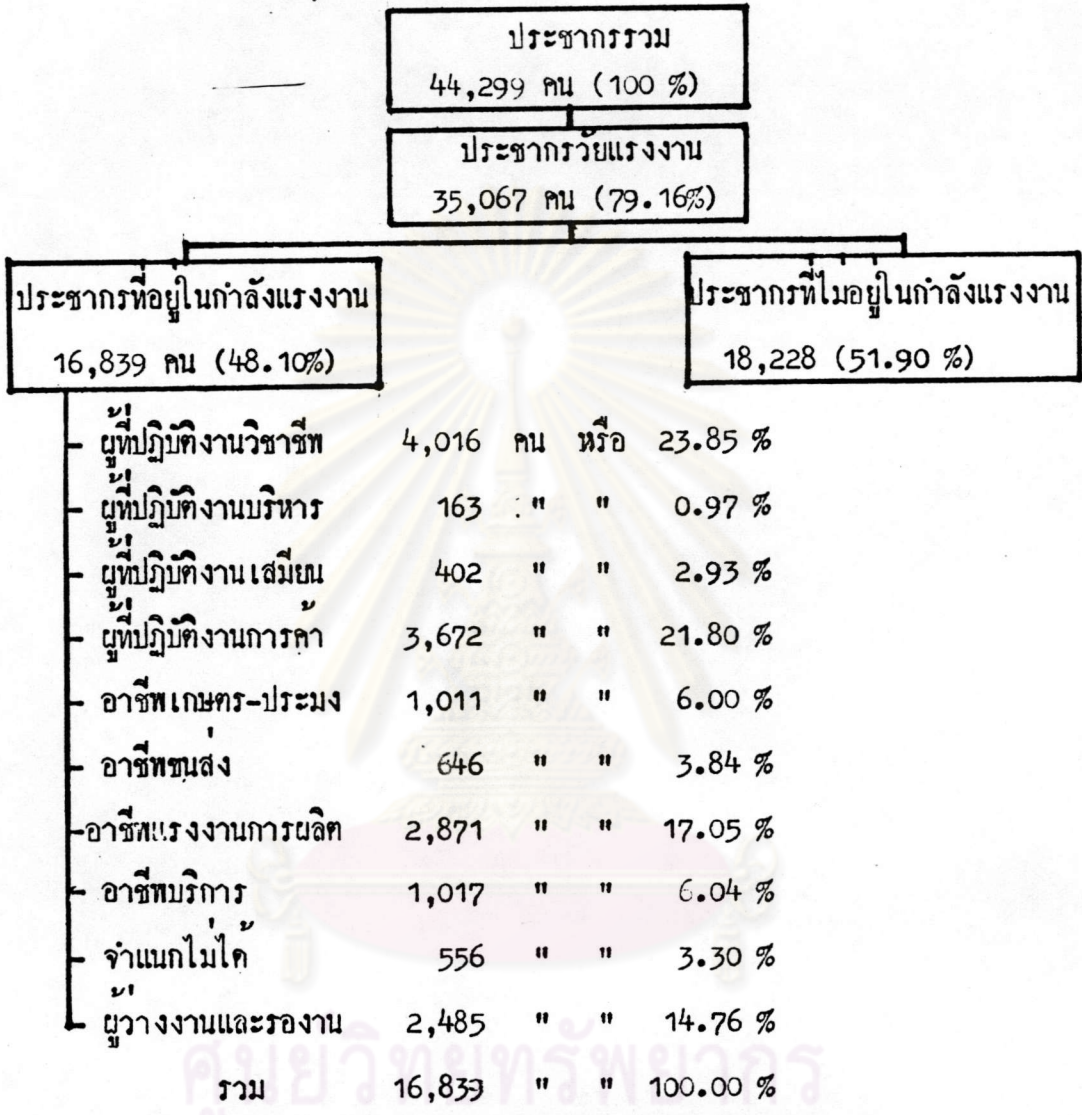 ประชากรรวม
44,299 คน (100 %)
ประชากรวัยแรงงาน
35,067 คน (79.16%)
ประชากรที่อยู่ในกำลังแรงงาน
16,839 คน (48.10%)
ประชากรที่ไม่อยู่ในกำลังแรงงาน
18,228 (51.90 %)
- ผู้ที่ปฏิบัติงานวิชาชีพ 4,016 คน หรือ 23.85 %
- ผู้ที่ปฏิบัติงานบริหาร 163 " " 0.97 %
- ผู้ที่ปฏิบัติงานเสมียน 402 " " 2.93 %
- ผู้ที่ปฏิบัติงานการค้า 3,672 " " 21.80 %
- อาชีพเกษตร-ประมง 1,011 " " 6.00 %
- อาชีพขนส่ง 646 " " 3.84 %
-อาชีพแรงงานการผลิต 2,871 " " 17.05 %
- อาชีพบริการ 1,017 " " 6.04 %
- จำแนกไม่ได้ 556 " " 3.30 %
- ผู้ว่างงานและรองาน 2,485 " " 14.76 %
รวม 16,839 " " 100.00 %
ศูนย์วิทยทรัพยากร